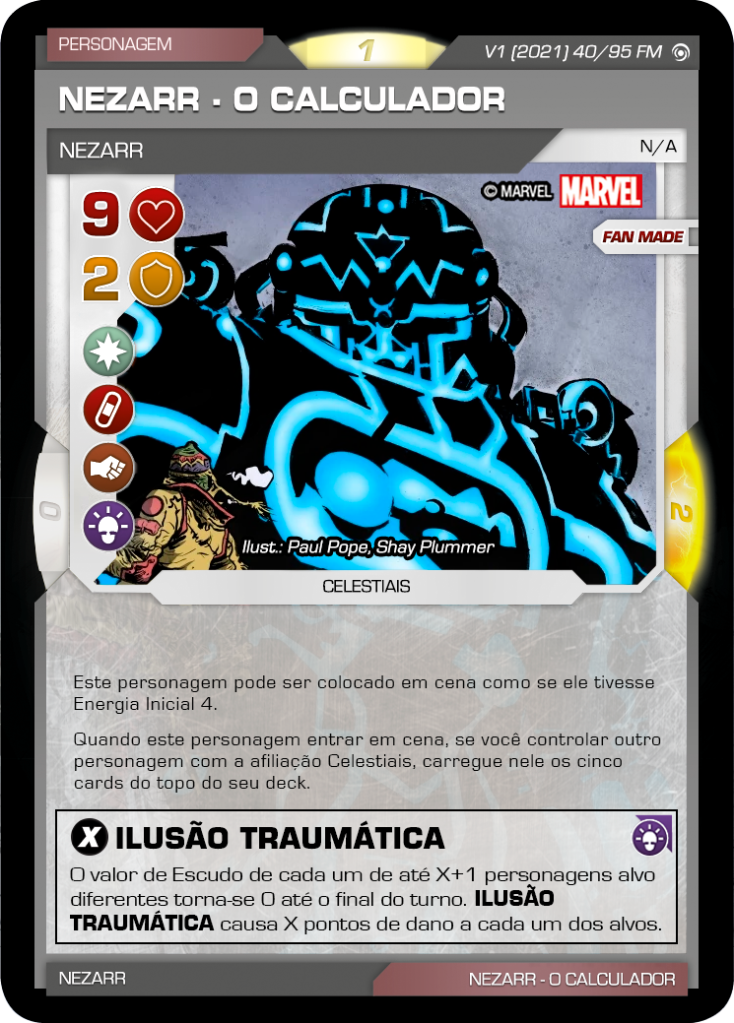 PERSONAGEM
1
V1 (2021) 40/95 FM
NEZARR - O CALCULADOR
NEZARR
N/A
9
© MARVEL MARVEL
FAN MADE
2
0
2
Ilust.: Paul Pope, Shay Plummer
CELESTIAIS
Este personagem pode ser colocado em cena como se ele tivesse
Energia Inicial 4.
Quando este personagem entrar em cena, se você controlar outro
personagem com a afiliação Celestiais, carregue nele os cinco
cards do topo do seu deck.
X ILUSÃO TRAUMÁTICA
O valor de Escudo de cada um de até X+1 personagens alvo
diferentes torna-se 0 até o final do turno. ILUSÃO
TRAUMÁTICA causa X pontos de dano a cada um dos alvos.
NEZARR
NEZARR - O CALCULADOR